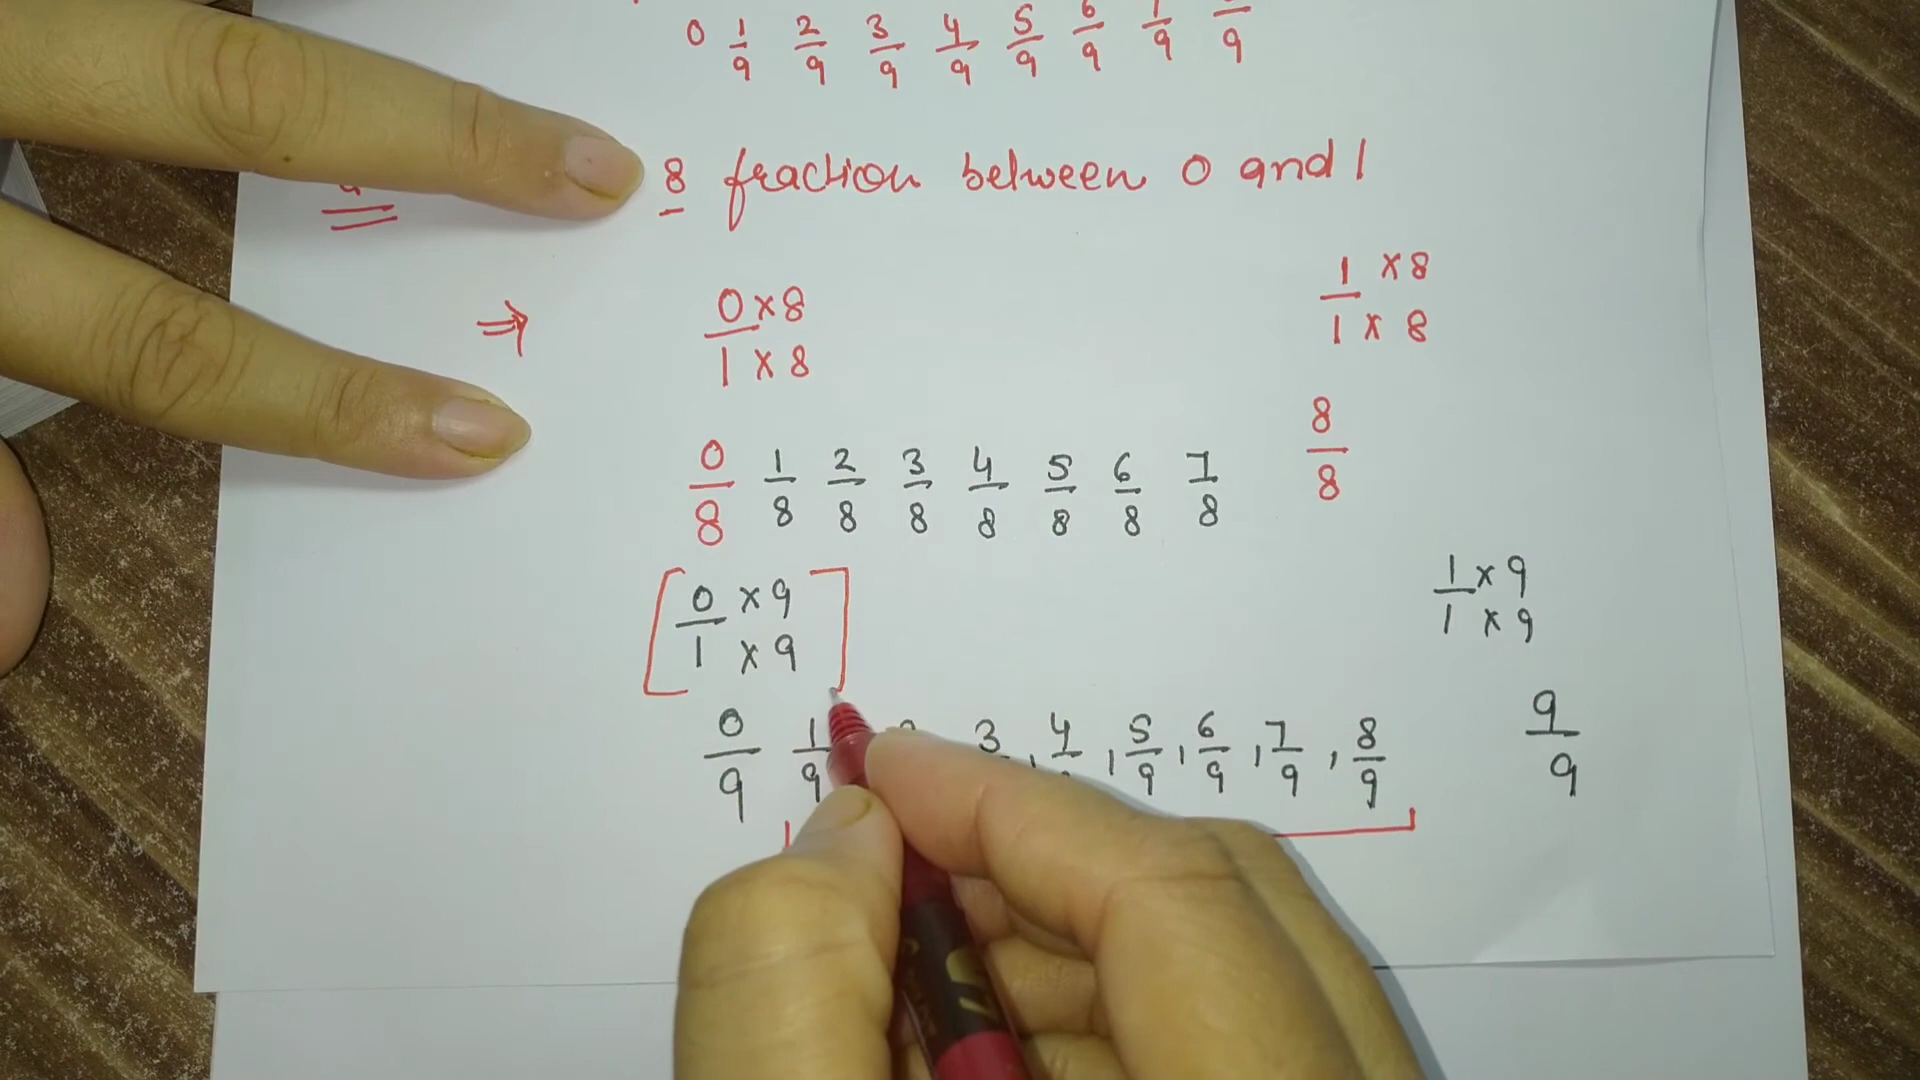 0 1/9 2/9 3/9 4/9 5/9 6/9 /9 /9
8 fraction between 0 and 1
⇒ 0×8/1×8 1×8/1×8
0/8 1/8 2/8 3/8 4/8 5/8 6/8 7/8 8/8
[0×9/1×9] 1×9/1×9
0/9 1/9 3 , 4 , 5/9 , 6/9 , 7/9 , 8/9 9/9